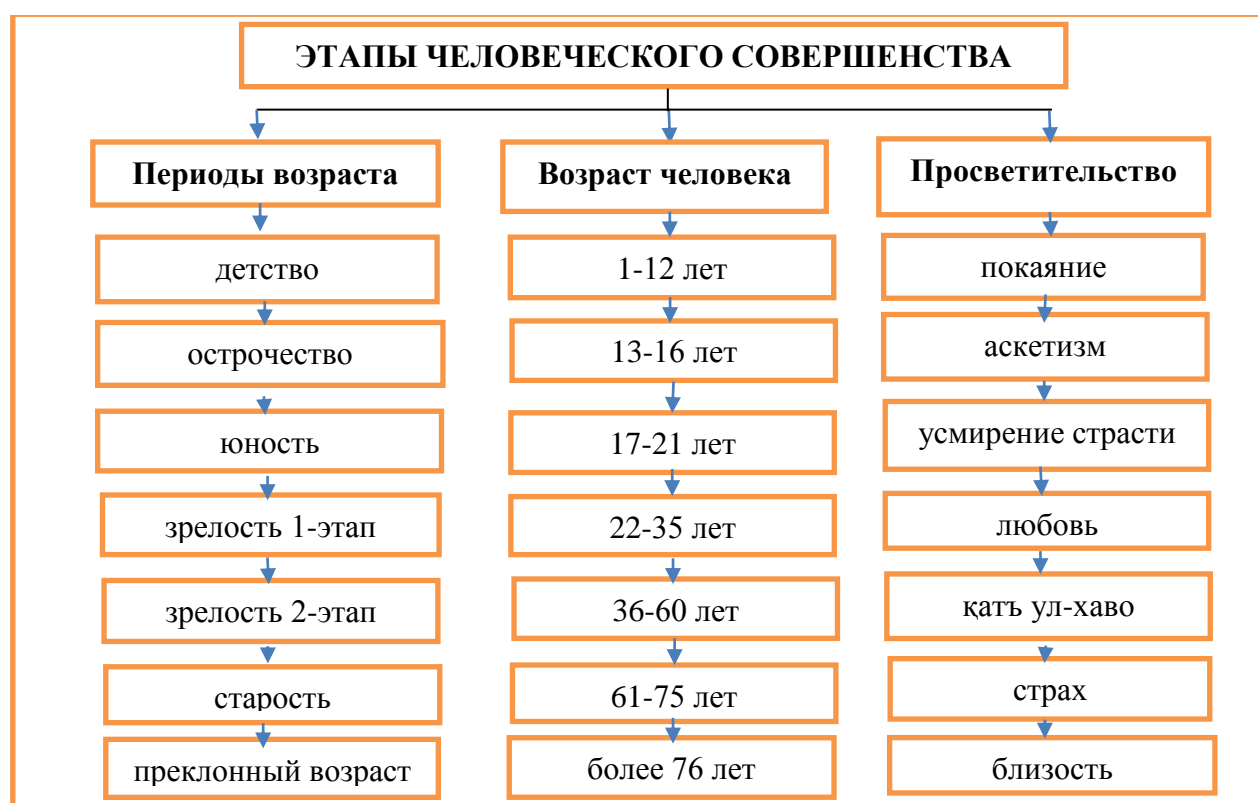 ЭТАПЫ ЧЕЛОВЕЧЕСКОГО СОВЕРШЕНСТВА
Периоды возраста
детство
острочество
юность
зрелость 1-этап
зрелость 2-этап
старость
преклонный возраст
Возраст человека
1-12 лет
13-16 лет
17-21 лет
22-35 лет
36-60 лет
61-75 лет
более 76 лет
Просветительство
покаяние
аскетизм
усмирение страсти
любовь
қатъ ул-хаво
страх
близость